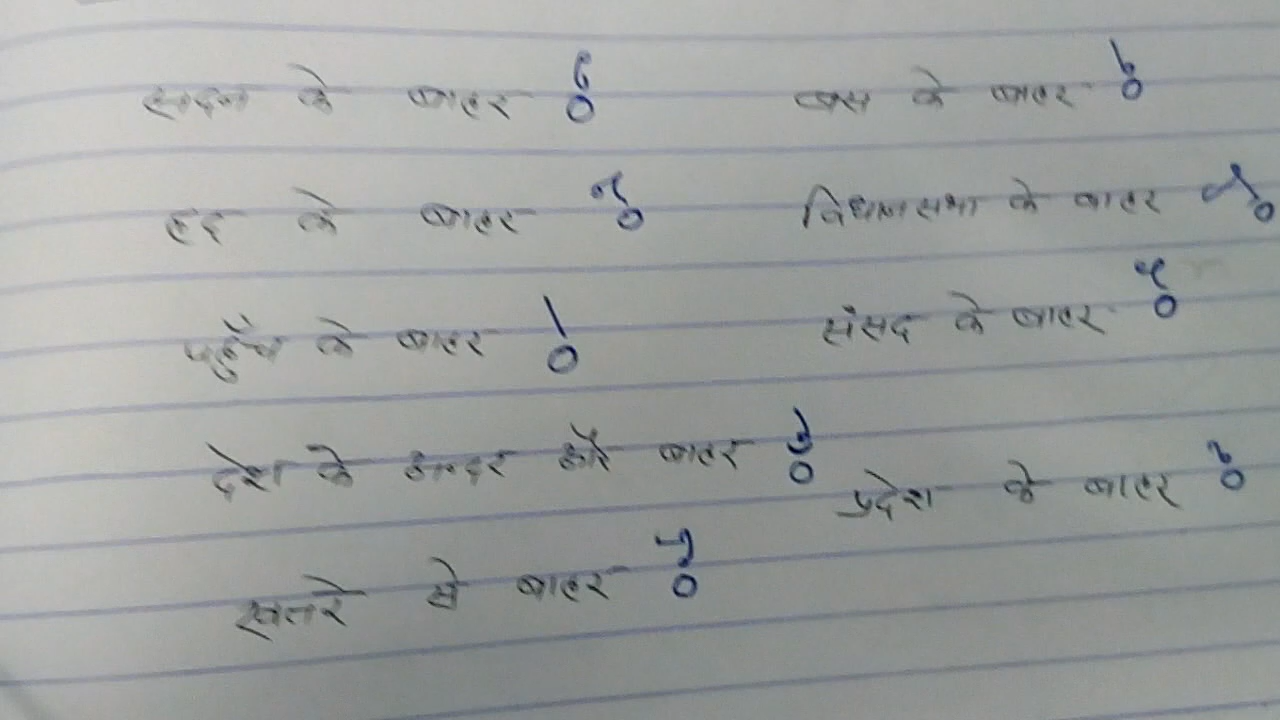 सदन के बाहर
बस के बाहर
हद के बाहर
विधानसभा के बाहर
पहुँच के बाहर
संसद के बाहर
देश के अन्दर और बाहर
प्रदेश के बाहर
खतरे से बाहर